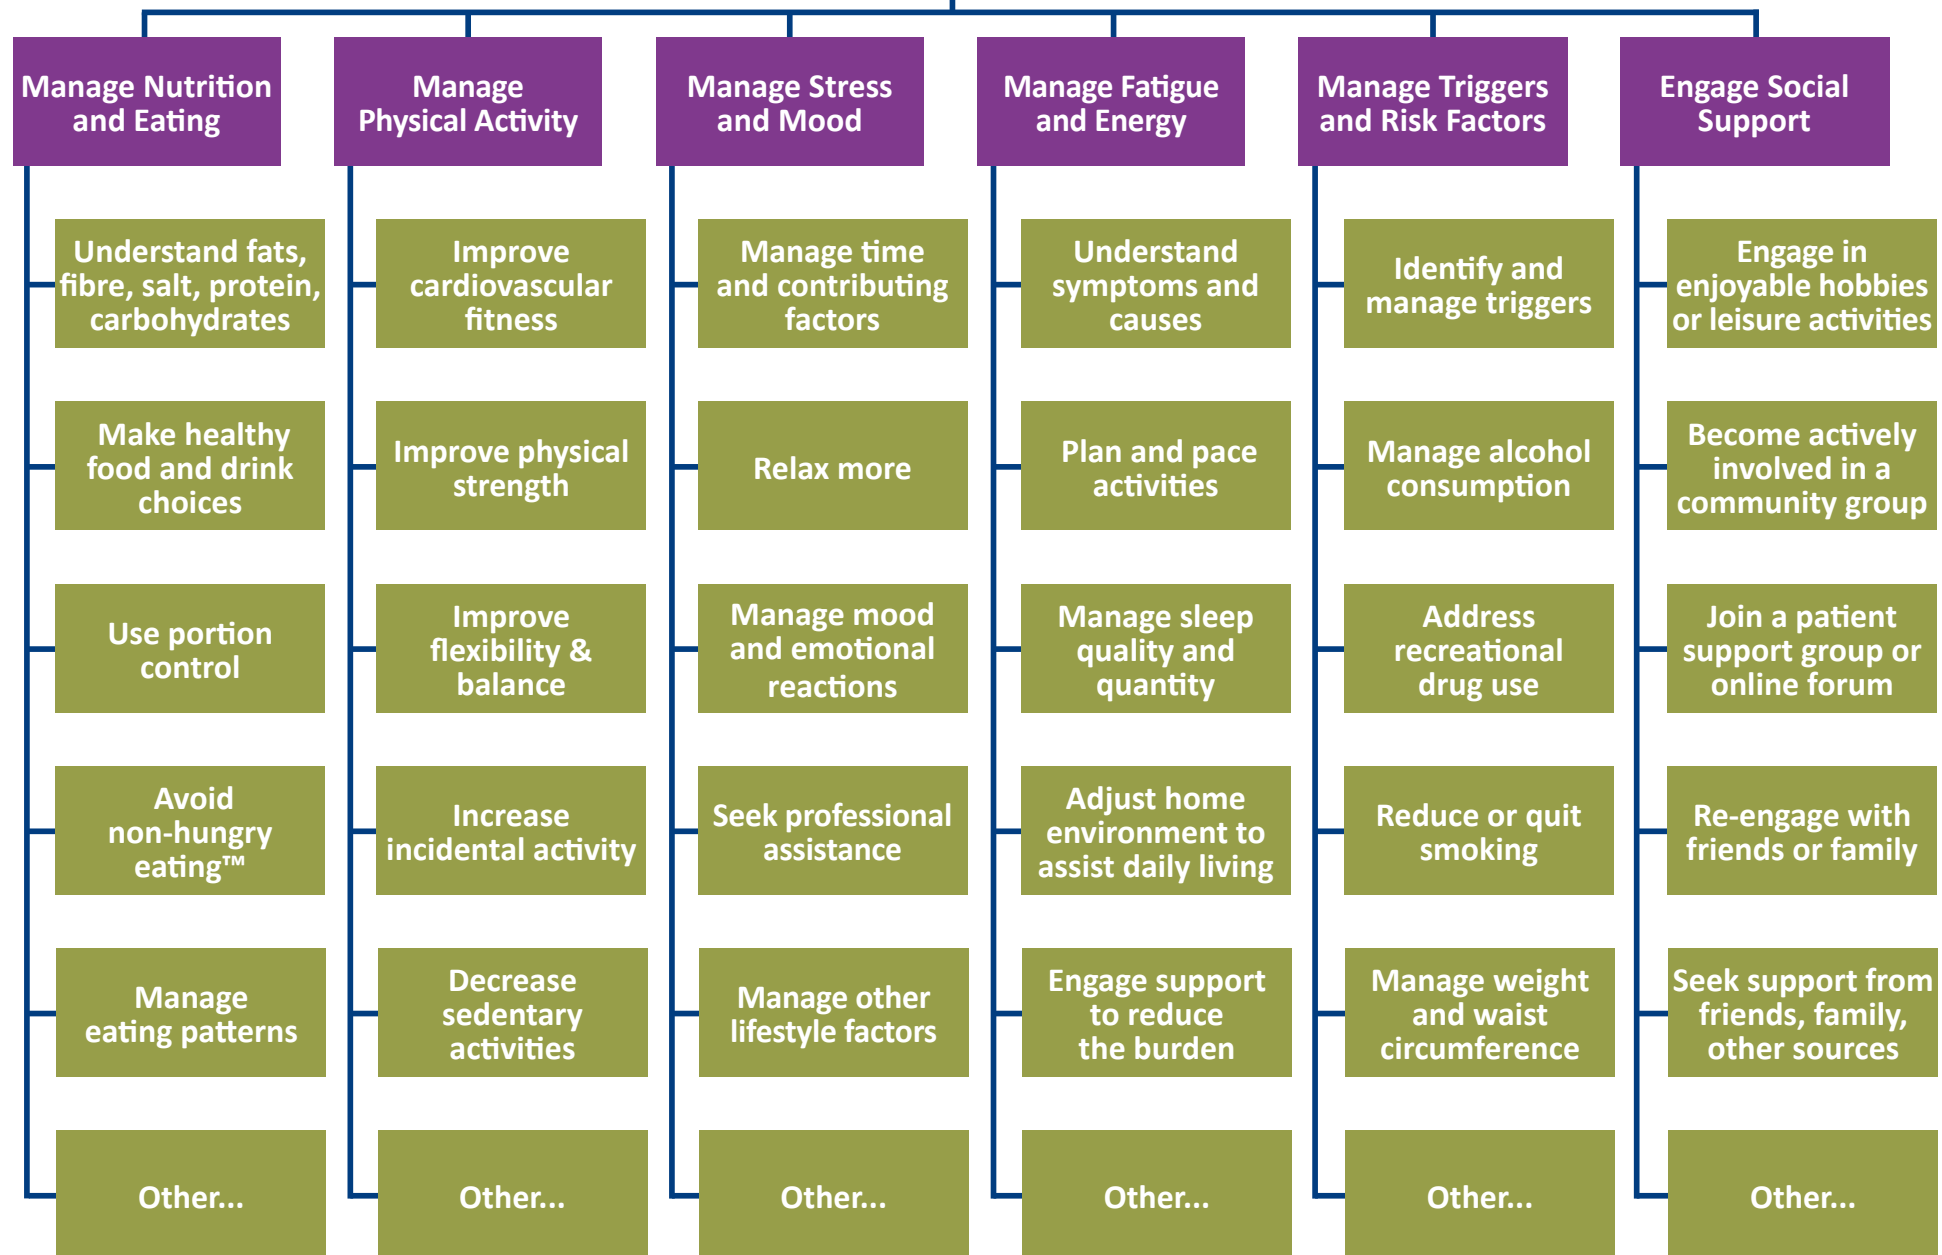 Manage Nutrition
and Eating
Manage
Physical Activity
Manage Stress
and Mood
Manage Fatigue
and Energy
Manage Triggers
and Risk Factors
Engage Social
Support
Understand fats,
fibre, salt, protein,
carbohydrates
Make healthy
food and drink
choices
Use portion
control
Avoid
non-hungry
eating™
Manage
eating patterns
Other...
Improve
cardiovascular
fitness
Improve physical
strength
Improve
flexibility &
balance
Increase
incidental activity
Decrease
sedentary
activities
Other...
Manage time
and contributing
factors
Relax more
Manage mood
and emotional
reactions
Seek professional
assistance
Manage other
lifestyle factors
Other...
Understand
symptoms and
causes
Plan and pace
activities
Manage sleep
quality and
quantity
Adjust home
environment to
assist daily living
Engage support
to reduce
the burden
Other...
Identify and
manage triggers
Manage alcohol
consumption
Address
recreational
drug use
Reduce or quit
smoking
Manage weight
and waist
circumference
Other...
Engage in
enjoyable hobbies
or leisure activities
Become actively
involved in a
community group
Join a patient
support group or
online forum
Re-engage with
friends or family
Seek support from
friends, family,
other sources
Other...